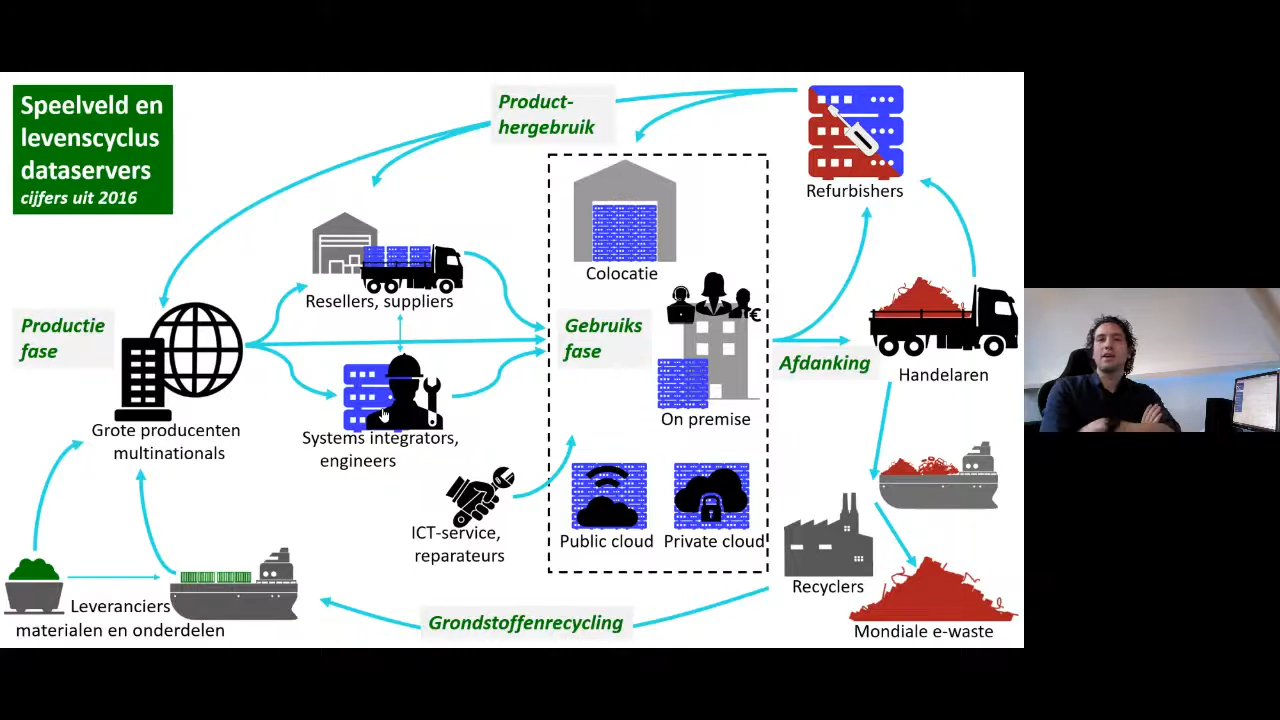 Speelveld en
levenscyclus
dataservers
cijfers uit 2016
Product-
hergebruik
Refurbishers
Colocatie
Resellers, suppliers
Productie
fase
Gebruiks
fase
€
Afdanking
Handelaren
Grote producenten
multinationals
Systems integrators,
engineers
On premise
ICT-service,
reparateurs
Public cloud
Private cloud
Recyclers
Leveranciers
materialen en onderdelen
Grondstoffenrecycling
Mondiale e-waste